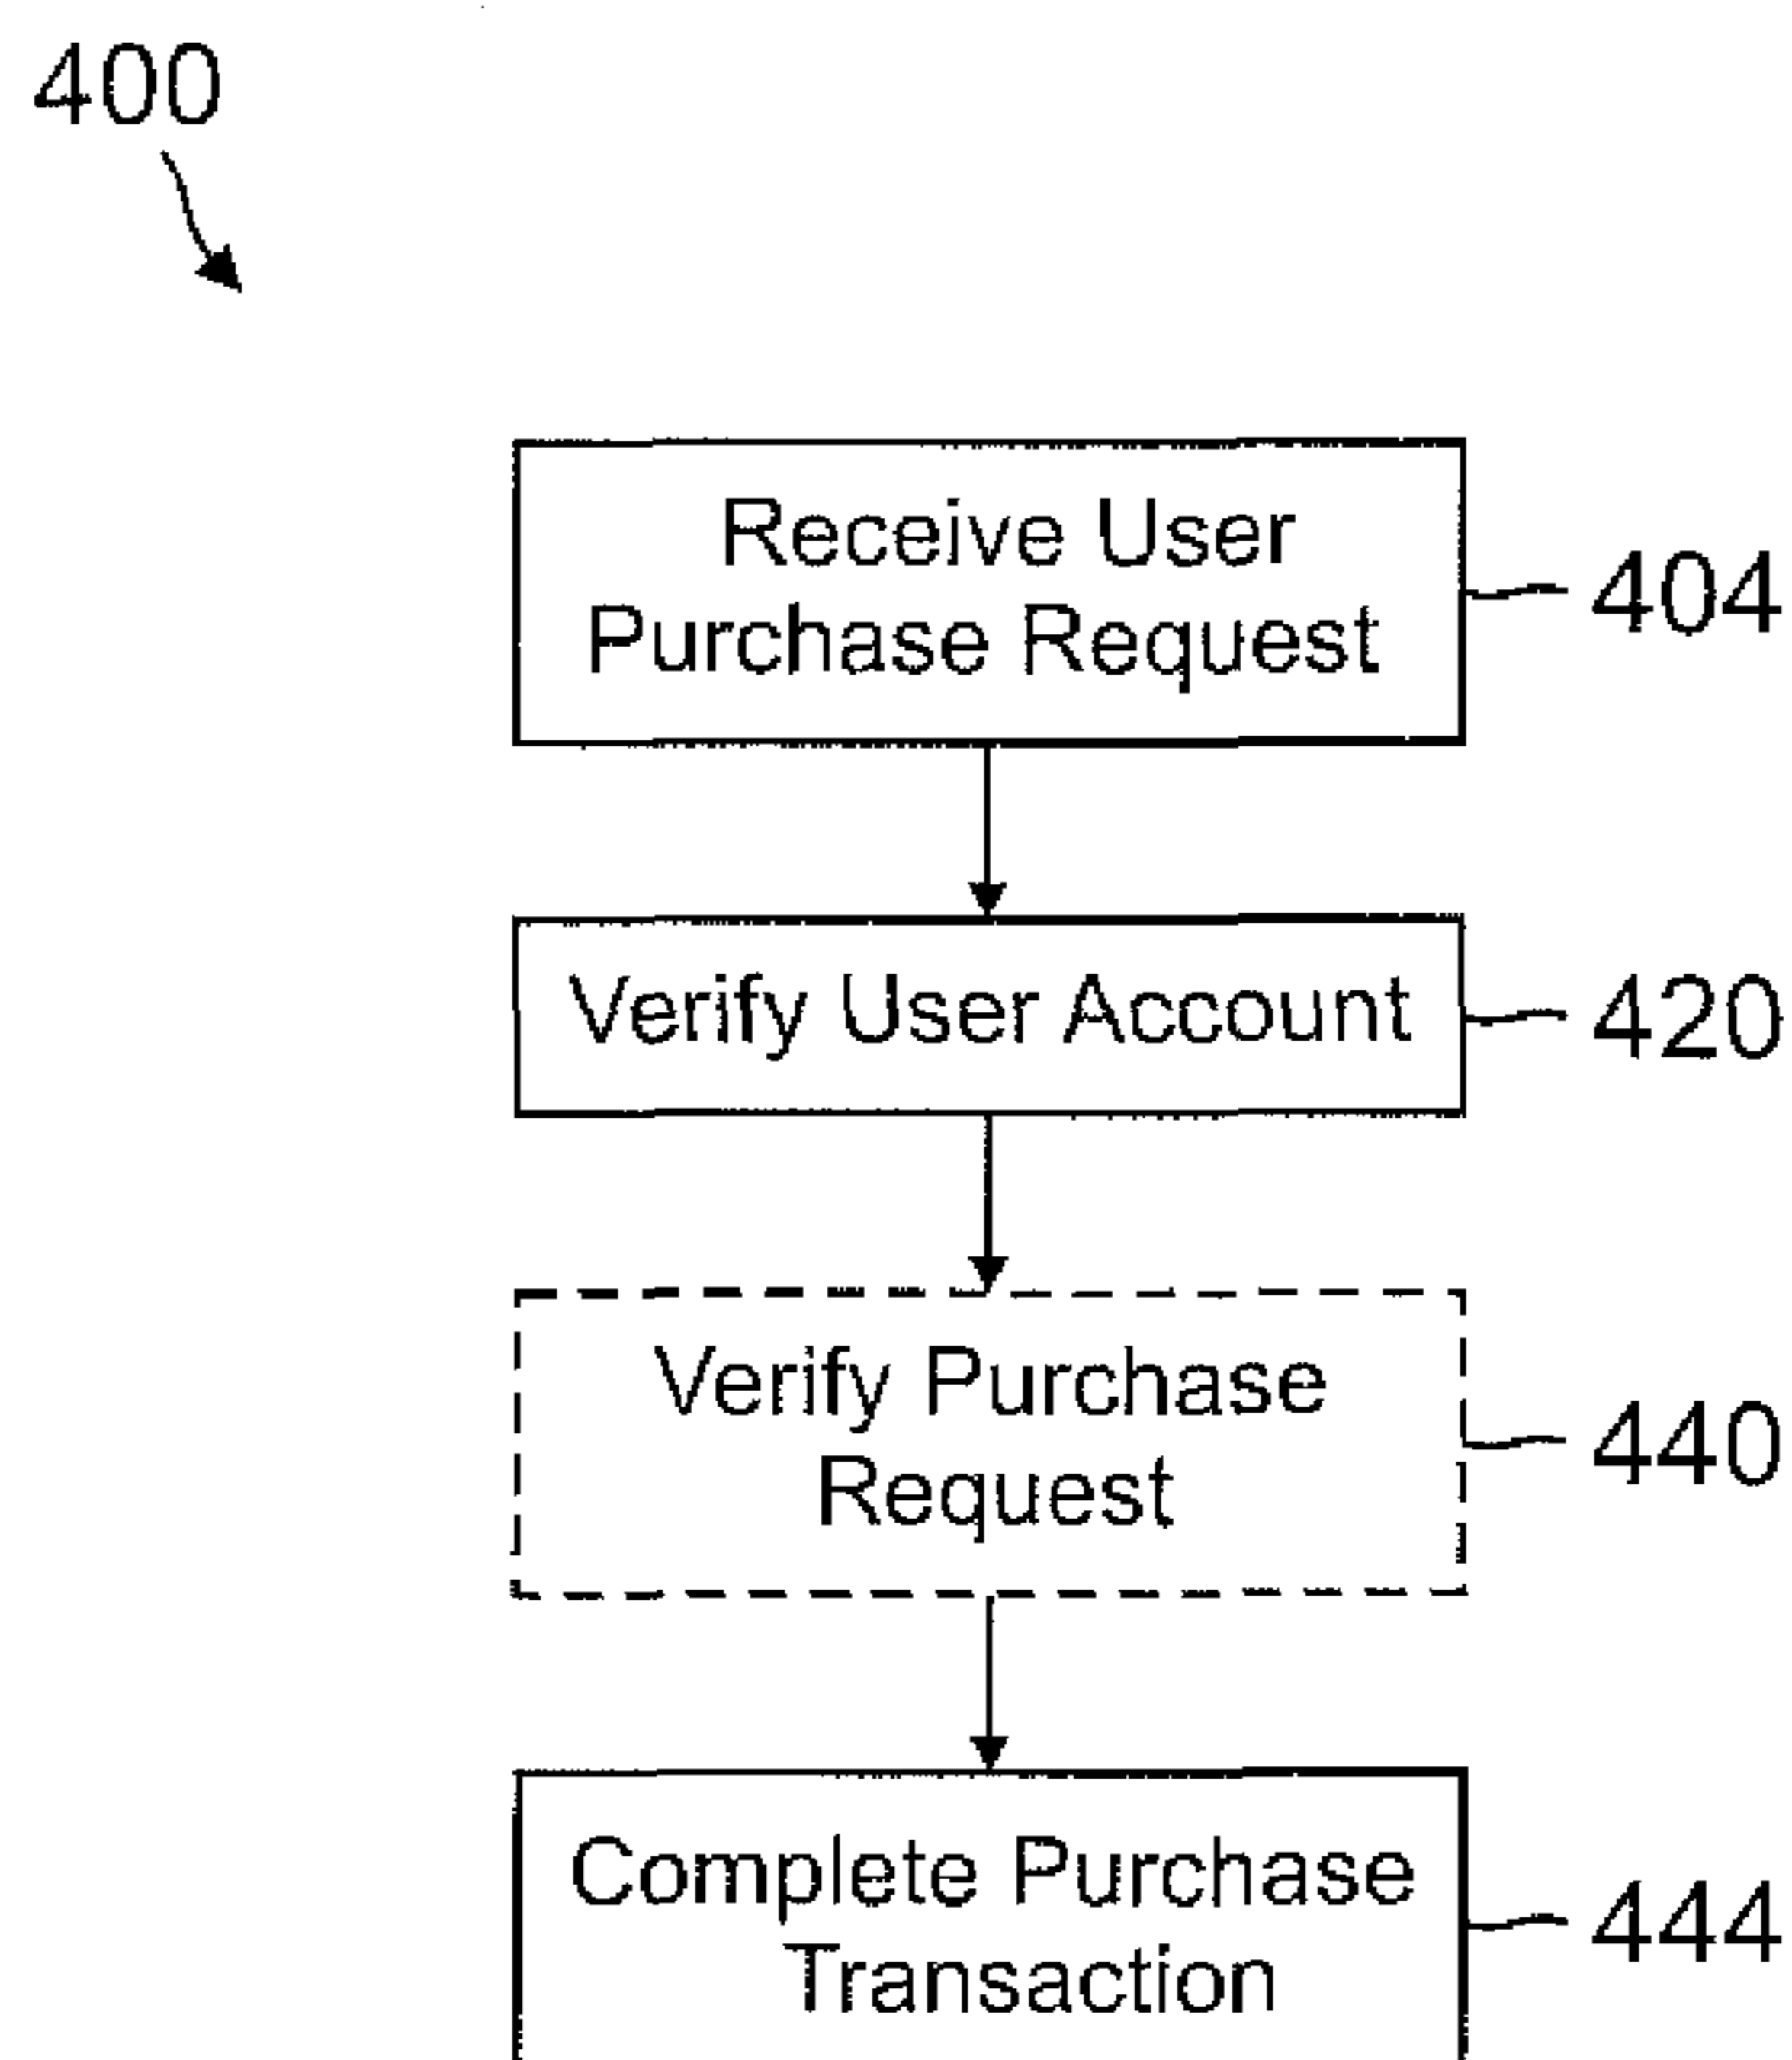 400
Receive User
Purchase Request
404
Verify User Account
420
Verify Purchase
Request
440
Complete Purchase
Transaction
444